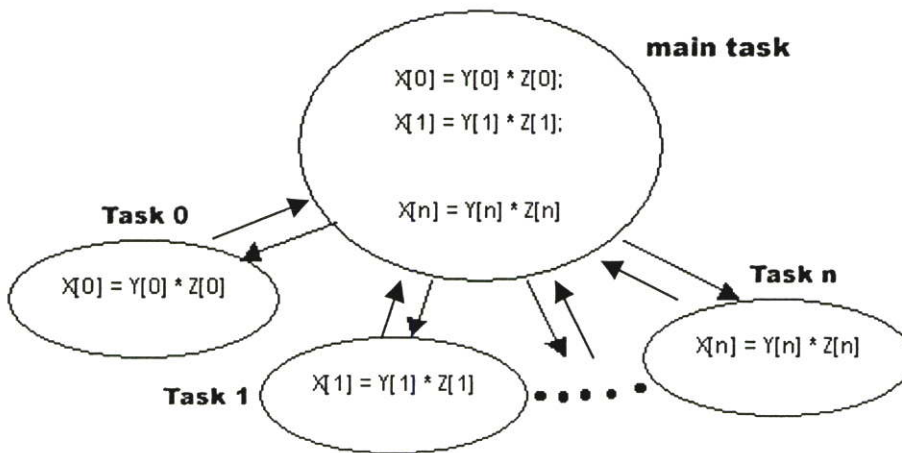 main task
X[0] = Y[0] * Z[0];
X[1] = Y[1] * Z[1];
X[n] = Y[n] * Z[n]
Task 0
X[0] = Y[0] * Z[0]
Task 1
X[1] = Y[1] * Z[1]
Task n
X[n] = Y[n] * Z[n]